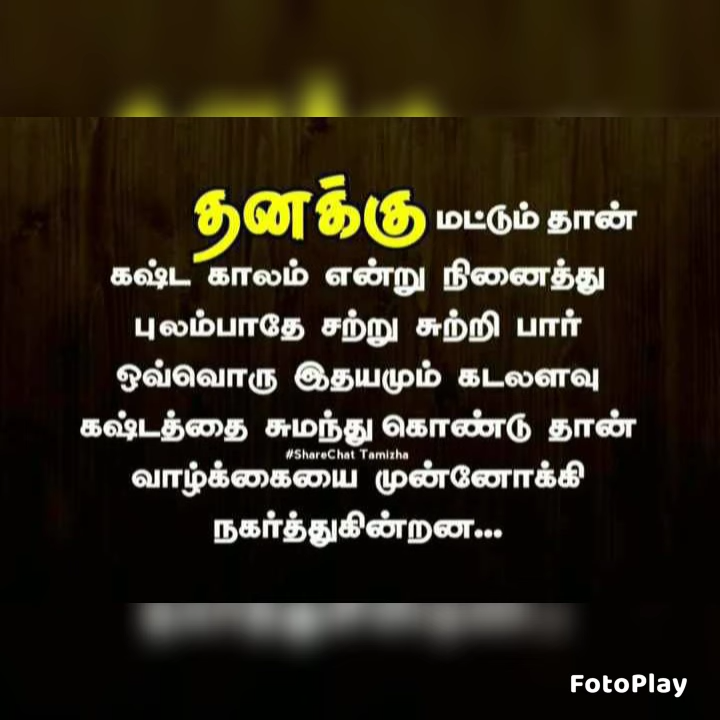 தனக்கு மட்டும் தான்
கஷ்ட காலம் என்று நினைத்து
புலம்பாதே சற்று சுற்றி பார்
ஒவ்வொரு இதயமும் கடலளவு
கஷ்டத்தை சுமந்து கொண்டு தான்
#ShareChat Tamizha
வாழ்க்கையை முன்னோக்கி
நகர்த்துகின்றன...
FotoPlay